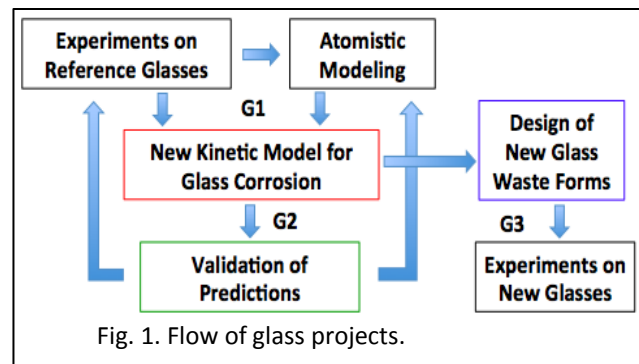 Experiments on
Reference Glasses
Atomistic
Modeling
G1
New Kinetic Model for
Glass Corrosion
Design of
New Glass
Waste Forms
G2
G3
Validation of
Predictions
Experiments on
New Glasses
Fig. 1. Flow of glass projects.